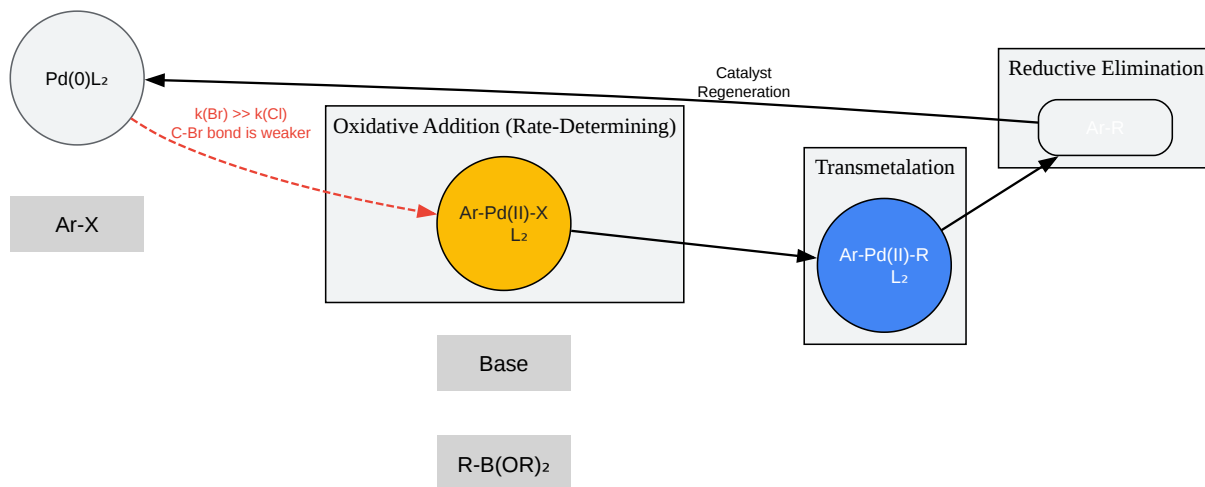 Pd(0)L₂
k(Br) >> k(Cl)
C-Br bond is weaker
Ar-X
Oxidative Addition (Rate-Determining)
Ar-Pd(II)-X
L₂
Base
R-B(OR)₂
Catalyst
Regeneration
Transmetalation
Ar-Pd(II)-R
L₂
Reductive Elimination
Ar-R